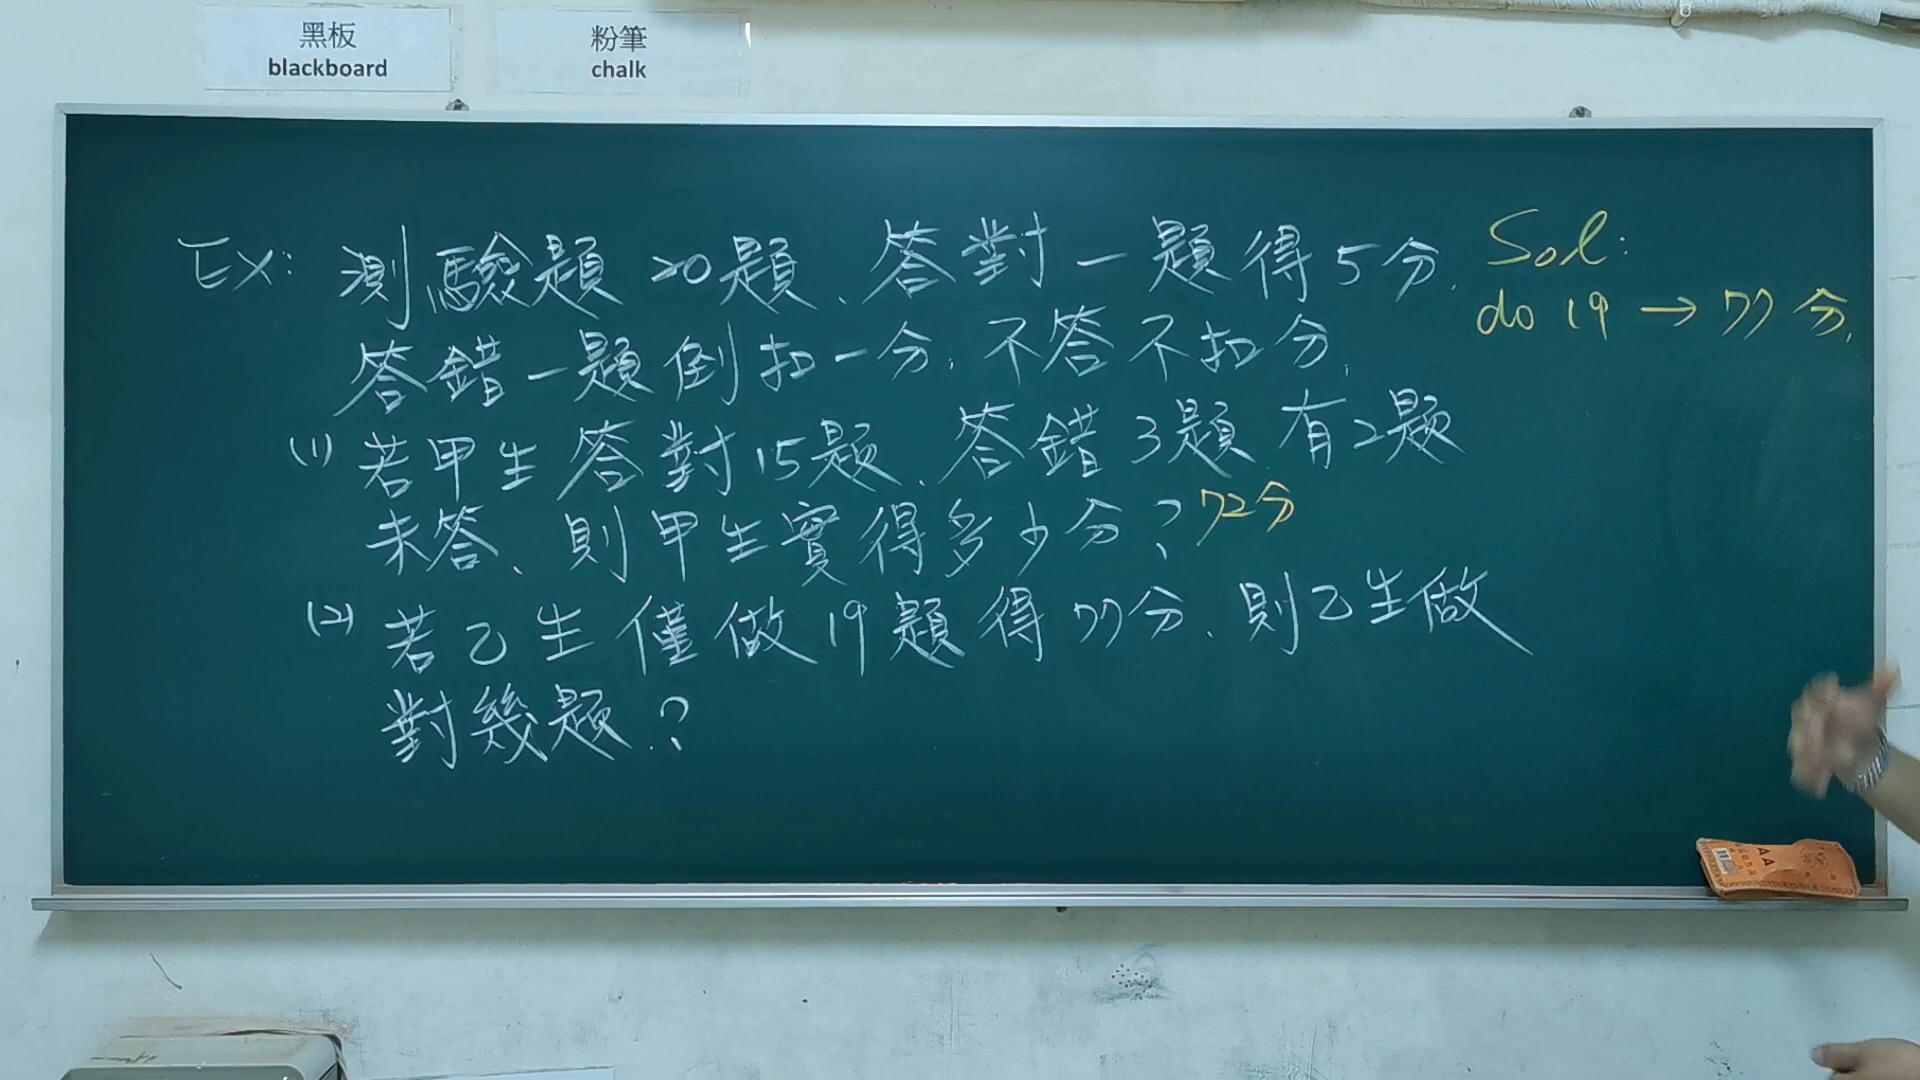 黑板
blackboard
粉筆
chalk
Ex: 測驗題20題、答對一題得5分.
答錯一題倒扣一分.不答不扣分.
(1) 若甲生答對15題、答錯3題.有2題
未答、則甲生實得多少分? 72分
(2) 若乙生僅做19題得77分、則乙生做
對幾題?
Sol:
do 19 → 77分.